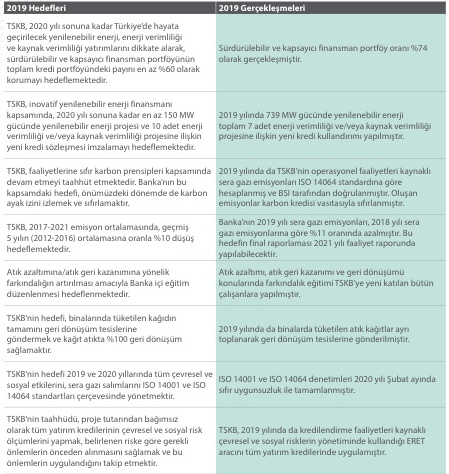 2019 Hedefleri
2019 Gerçekleşmeleri
TSKB, 2020 yılı sonuna kadar Türkiye'de hayata
geçirilecek yenilebilir enerji, enerji verimliliği
ve kaynak verimliliği yatırımlarını dikkate alarak,
sürdürülebilir ve kapsayıcı finansman portföyünün
toplam kredi portföyündeki payını en az %60 olarak
korumayı hedeflemektedir.
Sürdürülebilir ve kapsayıcı finansman portföy oranı %74
olarak gerçekleşmiştir.
TSKB, inovatif yenilenebilir enerji finansmanı
kapsamında, 2020 yılı sonuna kadar en az 150 MW
gücünde yenilebilir enerji projesi ve 10 adet enerji
verimliliği ve/veya kaynak verimliliği projesine ilişkin
yeni kredi sözleşmesi imzalamayı hedeflemektedir.
2019 yılında 739 MW gücünde yenilebilir enerji
toplam 7 adet enerji verimliliği ve/veya kaynak verimliliği
projesine ilişkin yeni kredi kullandırımı yapılmıştır.
TSKB, faaliyetlerine sıfır karbon prensipleri kapsamında
devam etmeyi taahhüt etmektedir. Banka'nın bu
kapsamdaki hedefi, önümüzdeki dönemde de karbon
ayak izini izlemek ve sıfırlamaktır.
2019 yılında da TSKB'nin operasyonel faaliyetleri kaynaklı
sera gazı emisyonları ISO 14064 standardına göre
hesaplanmış ve BSI tarafından doğrulanmıştır. Oluşan
emisyonlar karbon kredisi vasıtasıyla sıfırlanmıştır.
TSKB, 2017-2021 emisyon ortalamasında, geçmiş
5 yılın (2012-2016) ortalamasına oranla %10 düşüş
hedeflemektedir.
Banka'nın 2019 yılı sera gazı emisyonları, 2018 yılı sera
gazı emisyonlarına göre %11 oranında azalmıştır. Bu
hedefin final raporlaması 2021 yılı faaliyet raporunda
yapılabilecektir.
Atık azaltımına/atık geri kazanımına yönelik
farkındalığın artırılması amacıyla Banka içi eğitim
düzenlenmesi hedeflenmektedir.
Atık azaltımı, atık geri kazanımı ve geri dönüşümü
konularında farkındalık eğitimi TSKB'ye yeni katılan bütün
çalışanlara yapılmıştır.
TSKB'nin hedefi, binalarında tüketilen kağıdın
tamamını geri dönüşüm tesislerine
göndermek ve kağıt atıkta %100 geri dönüşüm
sağlamaktır.
2019 yılında da binalarda tüketilen atık kağıtlar ayrı
toplanarak geri dönüşüm tesislerine gönderilmiştir.
TSKB'nin hedefi 2019 ve 2020 yıllarında tüm çevresel ve
sosyal etkilerini, sera gazı salımlarını ISO 14001 ve ISO
14064 standartları çerçevesinde yönetmektir.
ISO 14001 ve ISO 14064 denetimleri 2020 yılı Şubat ayında
sıfır uygunsuzluk ile tamamlanmıştır.
TSKB'nin taahhüdü, proje tutarından bağımsız
olarak tüm yatırım kredilerinin çevresel ve sosyal risk
ölçümlerini yapmak, belirlenen riske göre gerekli
önlemlerin önceden alınmasını sağlamak ve bu
önlemlerin uygulandığını takip etmektir.
TSKB, 2019 yılında da kredilendirme faaliyetleri kaynaklı
çevresel ve sosyal risklerin yönetiminde kullandığı ERET
aracını tüm yatırım kredilerinde uygulamıştır.